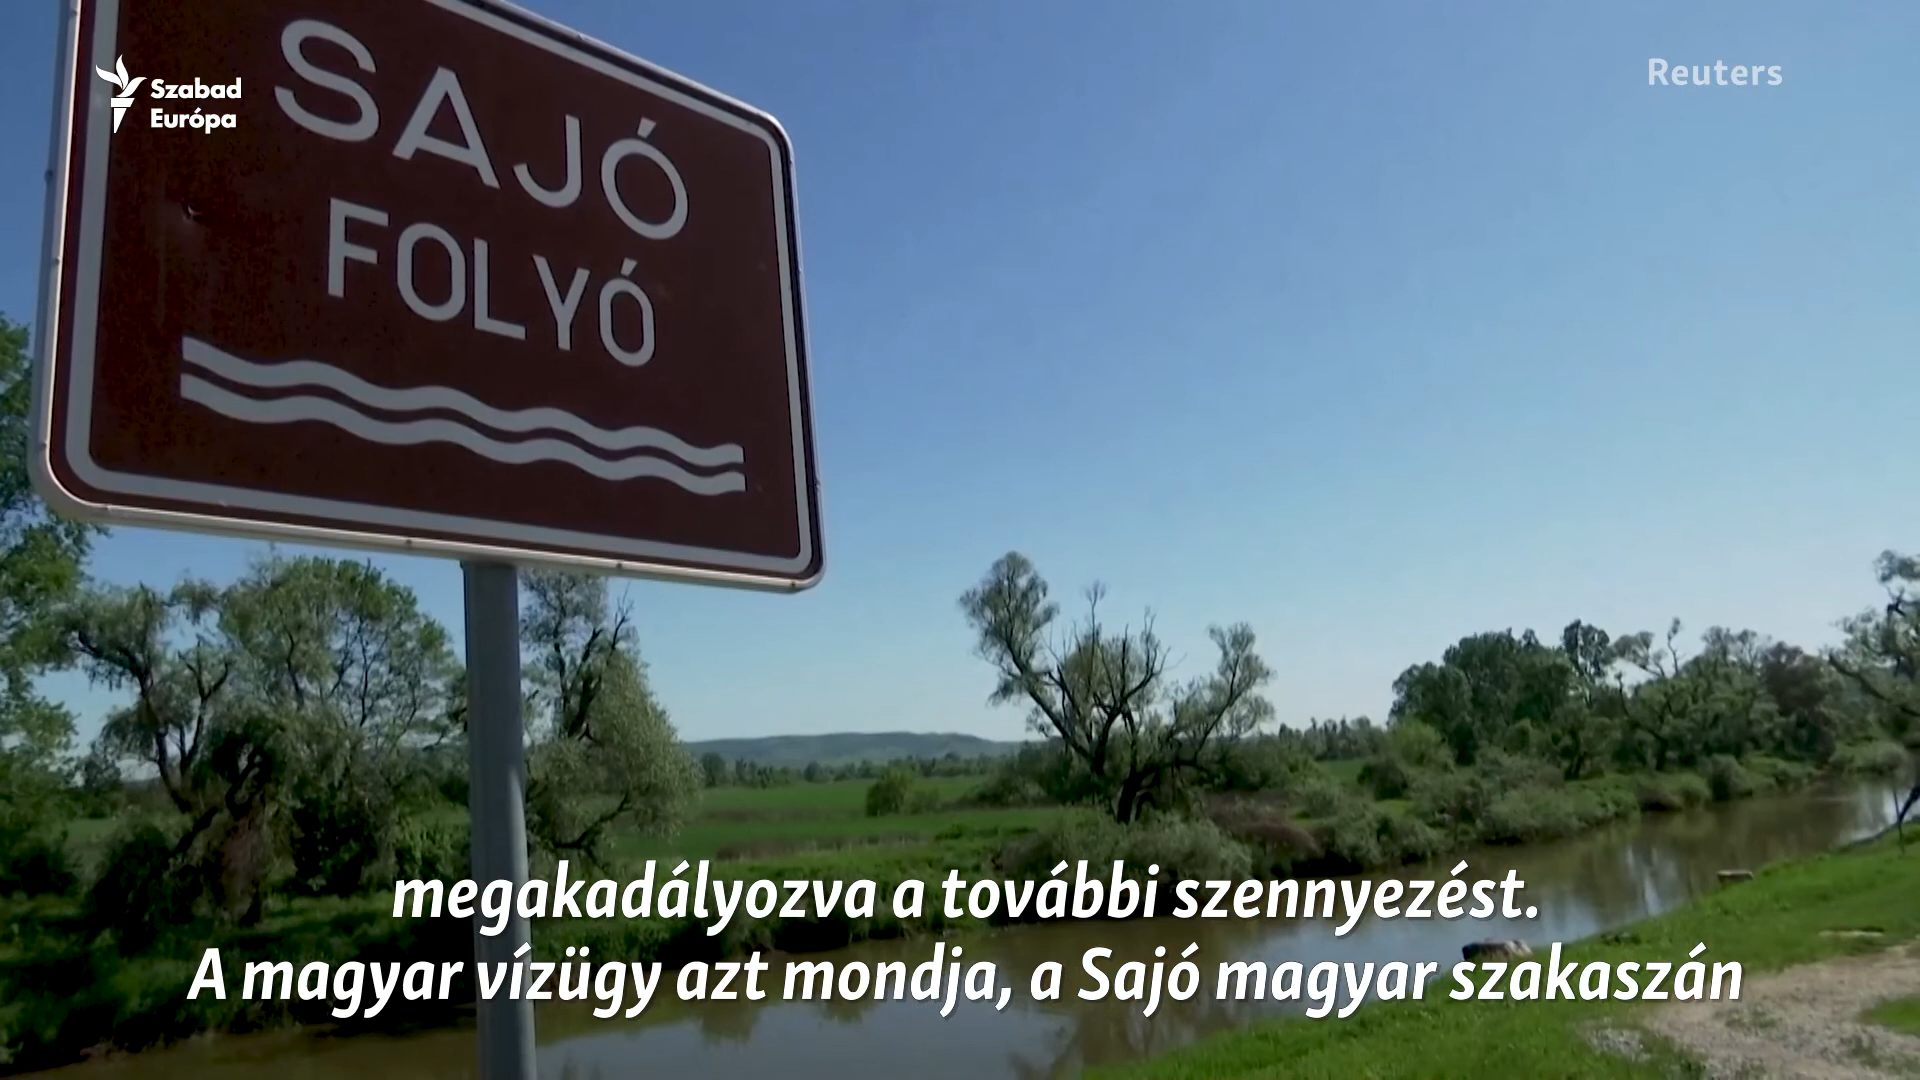 SAJÓ
FOLYÓ
Szabad
Európa
Reuters
megakadályozva a további szennyezést.
A magyar vízügy azt mondja, a Sajó magyar szakaszán